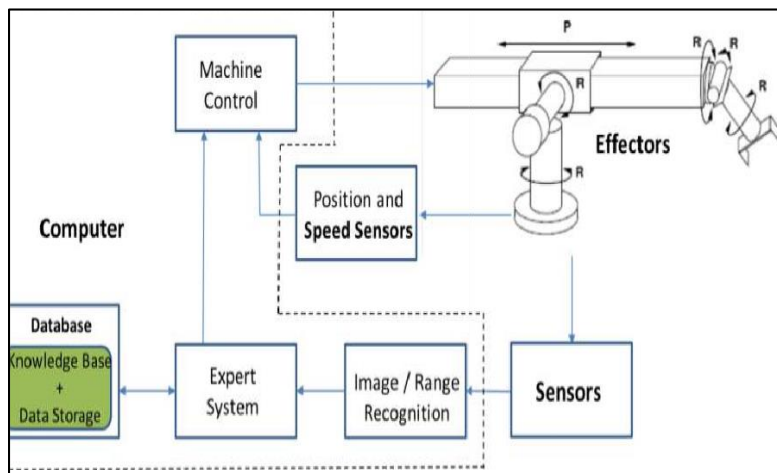 P
Machine
Control
R
R
R
R
Effectors
R
Position and
Speed Sensors
Computer
Database
Knowledge Base
+
Data Storage
Expert
System
Image / Range
Recognition
Sensors